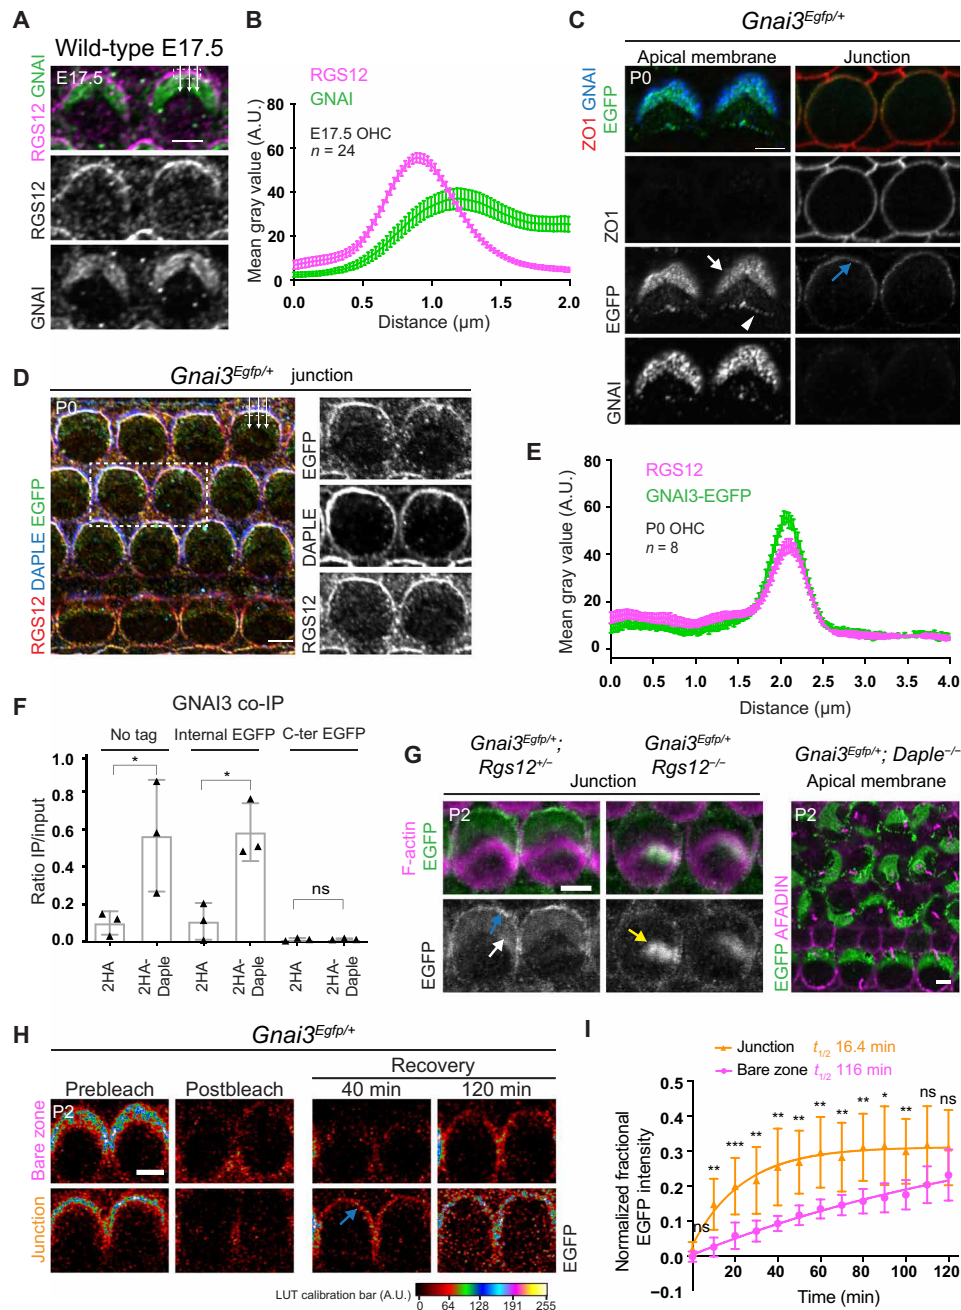 A
Wild-type E17.5
RGS12 GNAI
E17.5
RGS12
GNAI
B
RGS12
GNAI
E17.5 OHC
n = 24
Mean gray value (A.U.)
80
60
40
20
0
0.0 0.5 1.0 1.5 2.0
Distance (µm)
C
Gnai3Egfp/+
Apical membrane Junction
ZO1 GNAI
EGFP
P0
ZO1
EGFP
GNAI
D
Gnai3Egfp/+ junction
RGS12 DAPLE EGFP
P0
EGFP
DAPLE
RGS12
E
RGS12
GNAI3-EGFP
P0 OHC
n = 8
Mean gray value (A.U.)
80
60
40
20
0
0.0 0.5 1.0 1.5 2.0 2.5 3.0 3.5 4.0
Distance (µm)
F
GNAI3 co-IP
No tag Internal EGFP C-ter EGFP
* * ns
Ratio IP/input
1.0
0.8
0.6
0.4
0.2
0.0
2HA 2HA-Daple 2HA 2HA-Daple 2HA 2HA-Daple
G
Gnai3Egfp/+; Rgs12+/–
Gnai3Egfp/+ Rgs12–/–
Junction
Gnai3Egfp/+; Daple–/–
Apical membrane
F-actin
EGFP
P2
EGFP
EGFP AFADIN
P2
H
Gnai3Egfp/+
Recovery
Prebleach Postbleach 40 min 120 min
Bare zone
P2
Junction
EGFP
LUT calibration bar (A.U.)
0 64 128 191 255
I
Junction t1/2 16.4 min
Bare zone t1/2 116 min
Normalized fractional
EGFP intensity
0.5
0.4
0.3
0.2
0.1
0.0
−0.1
ns ** *** ** ** ** ** ** ** * ** ns ns
20 40 60 80 100 120
Time (min)